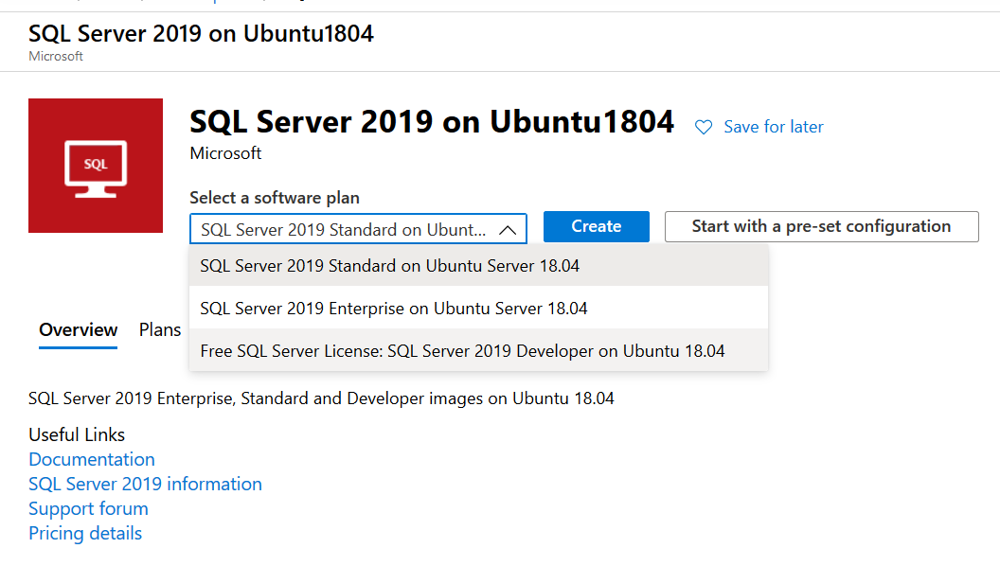 SQL Server 2019 on Ubuntu1804
Microsoft
SQL
SQL Server 2019 on Ubuntu1804
Save for later
Microsoft
Select a software plan
SQL Server 2019 Standard on Ubunt...
Create
Start with a pre-set configuration
SQL Server 2019 Standard on Ubuntu Server 18.04
SQL Server 2019 Enterprise on Ubuntu Server 18.04
Free SQL Server License: SQL Server 2019 Developer on Ubuntu 18.04
Overview
Plans
SQL Server 2019 Enterprise, Standard and Developer images on Ubuntu 18.04
Useful Links
Documentation
SQL Server 2019 information
Support forum
Pricing details